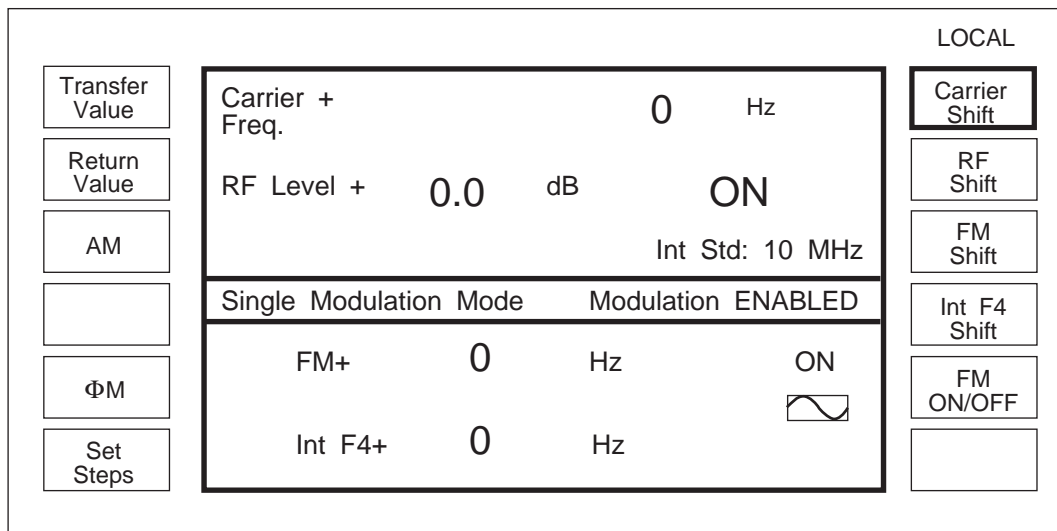 LOCAL
Transfer
Value
Return
Value
AM
ΦM
Set
Steps
Carrier +
Freq.
0 Hz
RF Level + 0.0 dB ON
Int Std: 10 MHz
Single Modulation Mode Modulation ENABLED
FM+ 0 Hz ON
Int F4+ 0 Hz
Carrier
Shift
RF
Shift
FM
Shift
Int F4
Shift
FM
ON/OFF